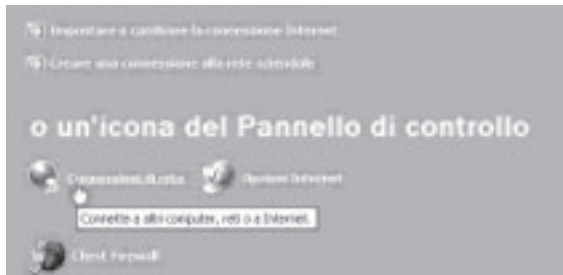 Impostare o cambiare la connessione Internet
Creare una connessione alla rete aziendale
o un'icona del Pannello di controllo
Connessioni di rete
Opzioni Internet
Connette a altri computer, reti o a Internet.
Client Firewall